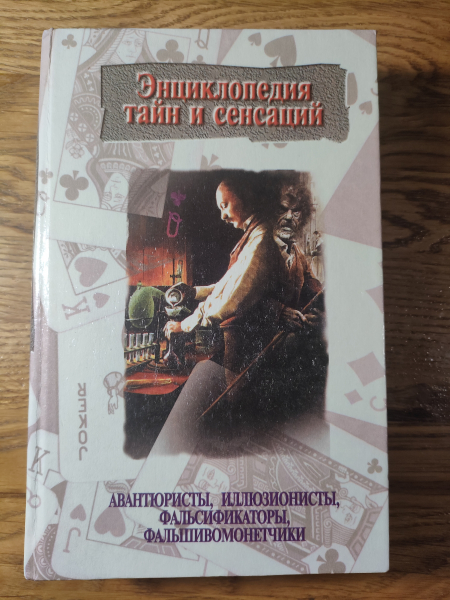 Энциклопедия
тайн и сенсаций
K
K
JOKER
K
J
АВАНТЮРИСТЫ, ИЛЛЮЗИОНИСТЫ,
ФАЛЬСИФИКАТОРЫ,
ФАЛЬШИВОМОНЕТЧИКИ